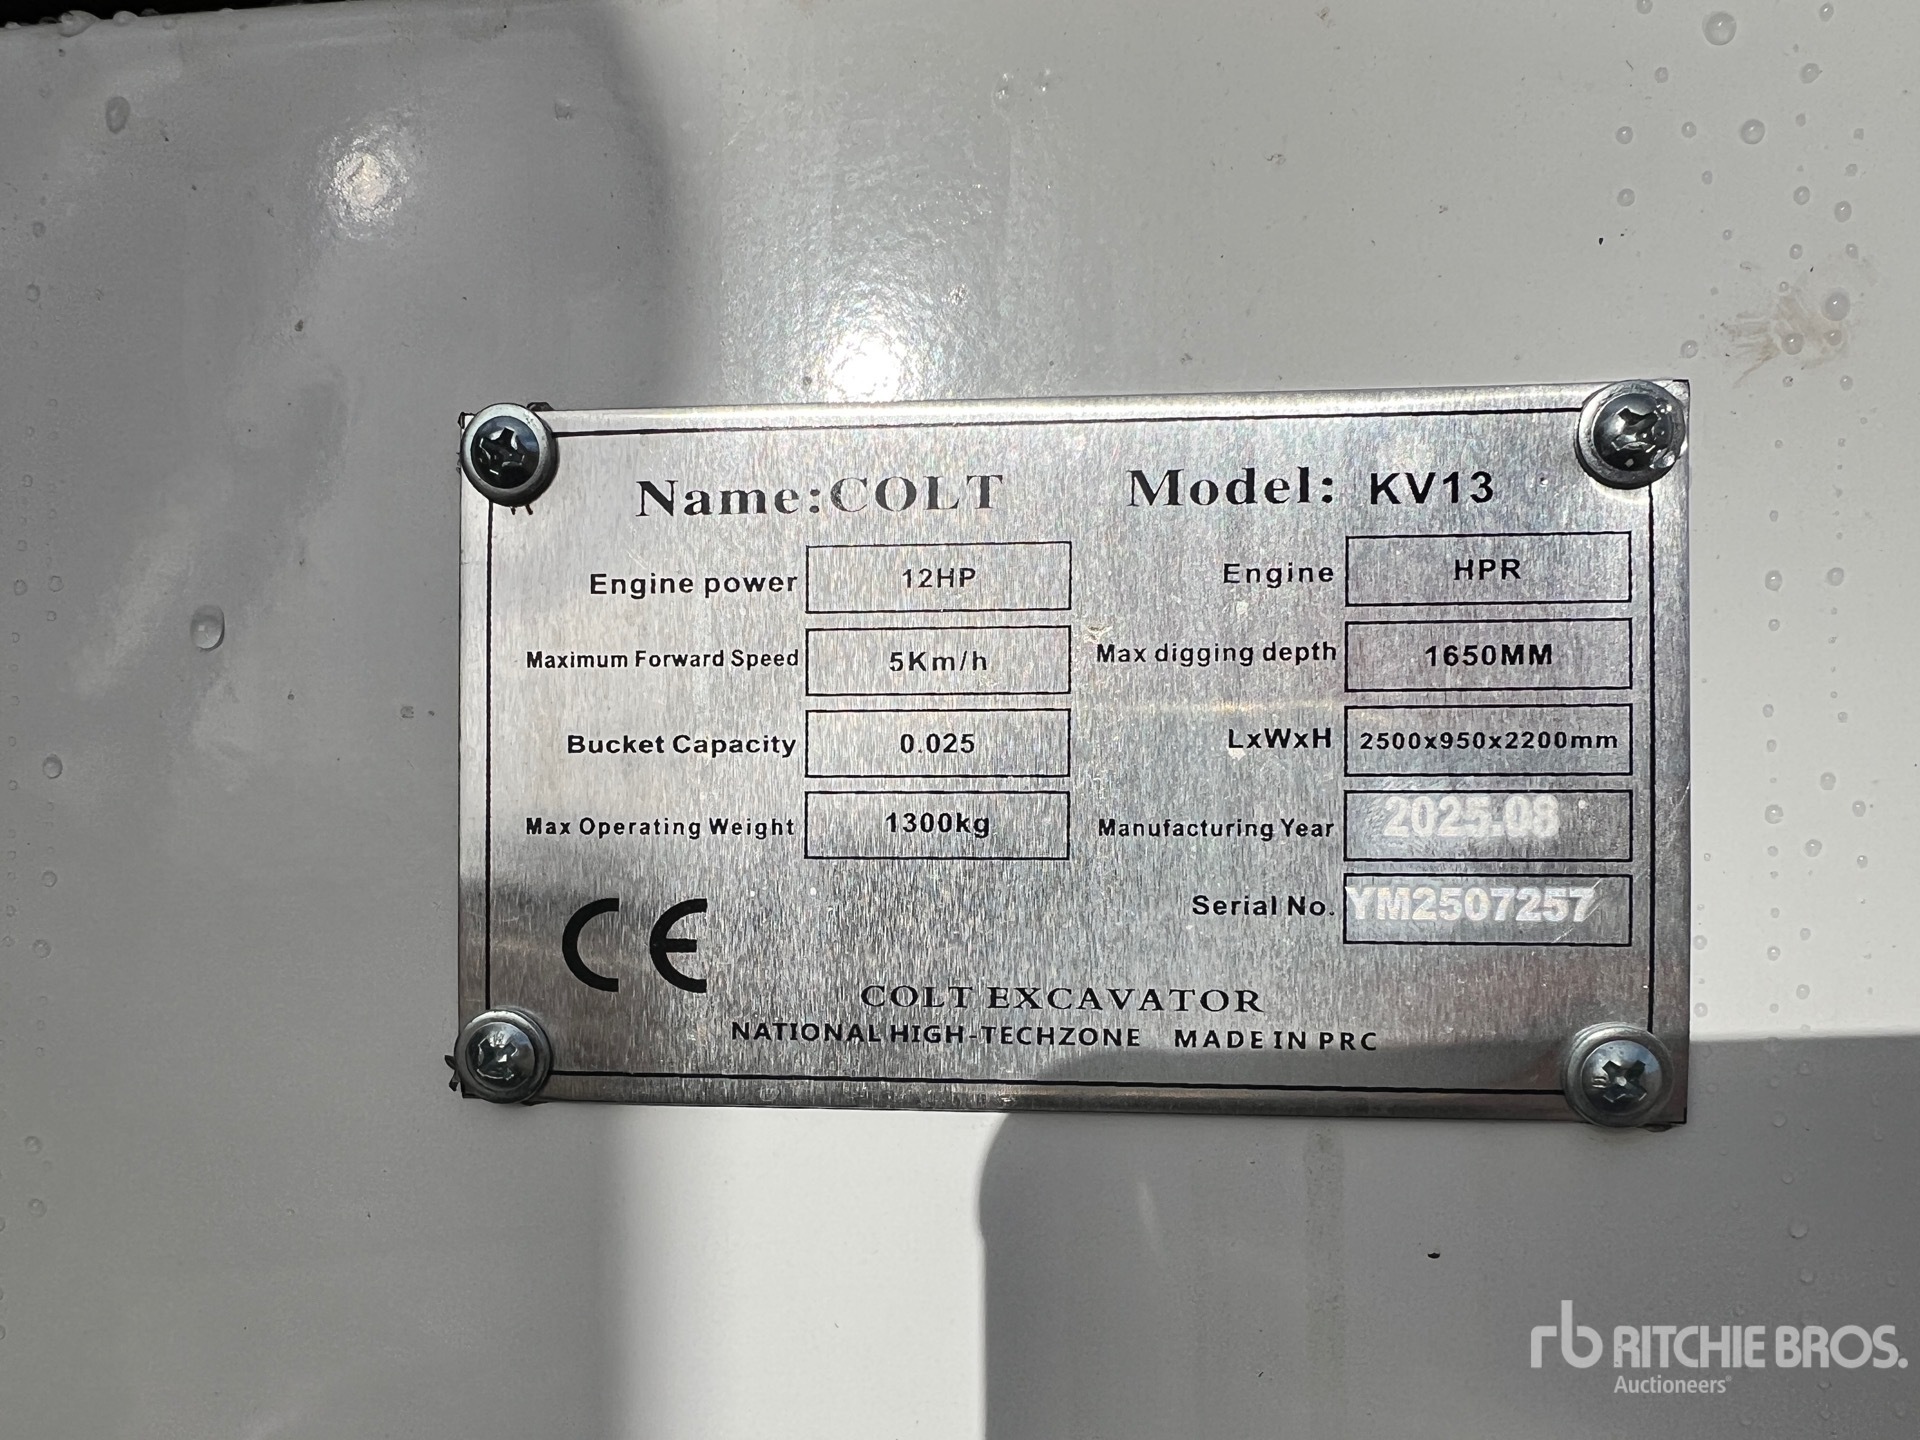 Name:COLT Model: KV13
Engine power 12HP Engine HPR
Maximum Forward Speed 5Km/h Max digging depth 1650MM
Bucket Capacity 0.025 LxWxH 2500x950x2200mm
Max Operating Weight 1300kg Manufacturing Year 2025.08
Serial No. YM2507257
CE
COLT EXCAVATOR
NATIONAL HIGH-TECHZONE MADE IN PRC
rb RITCHIE BROS.
Auctioneers